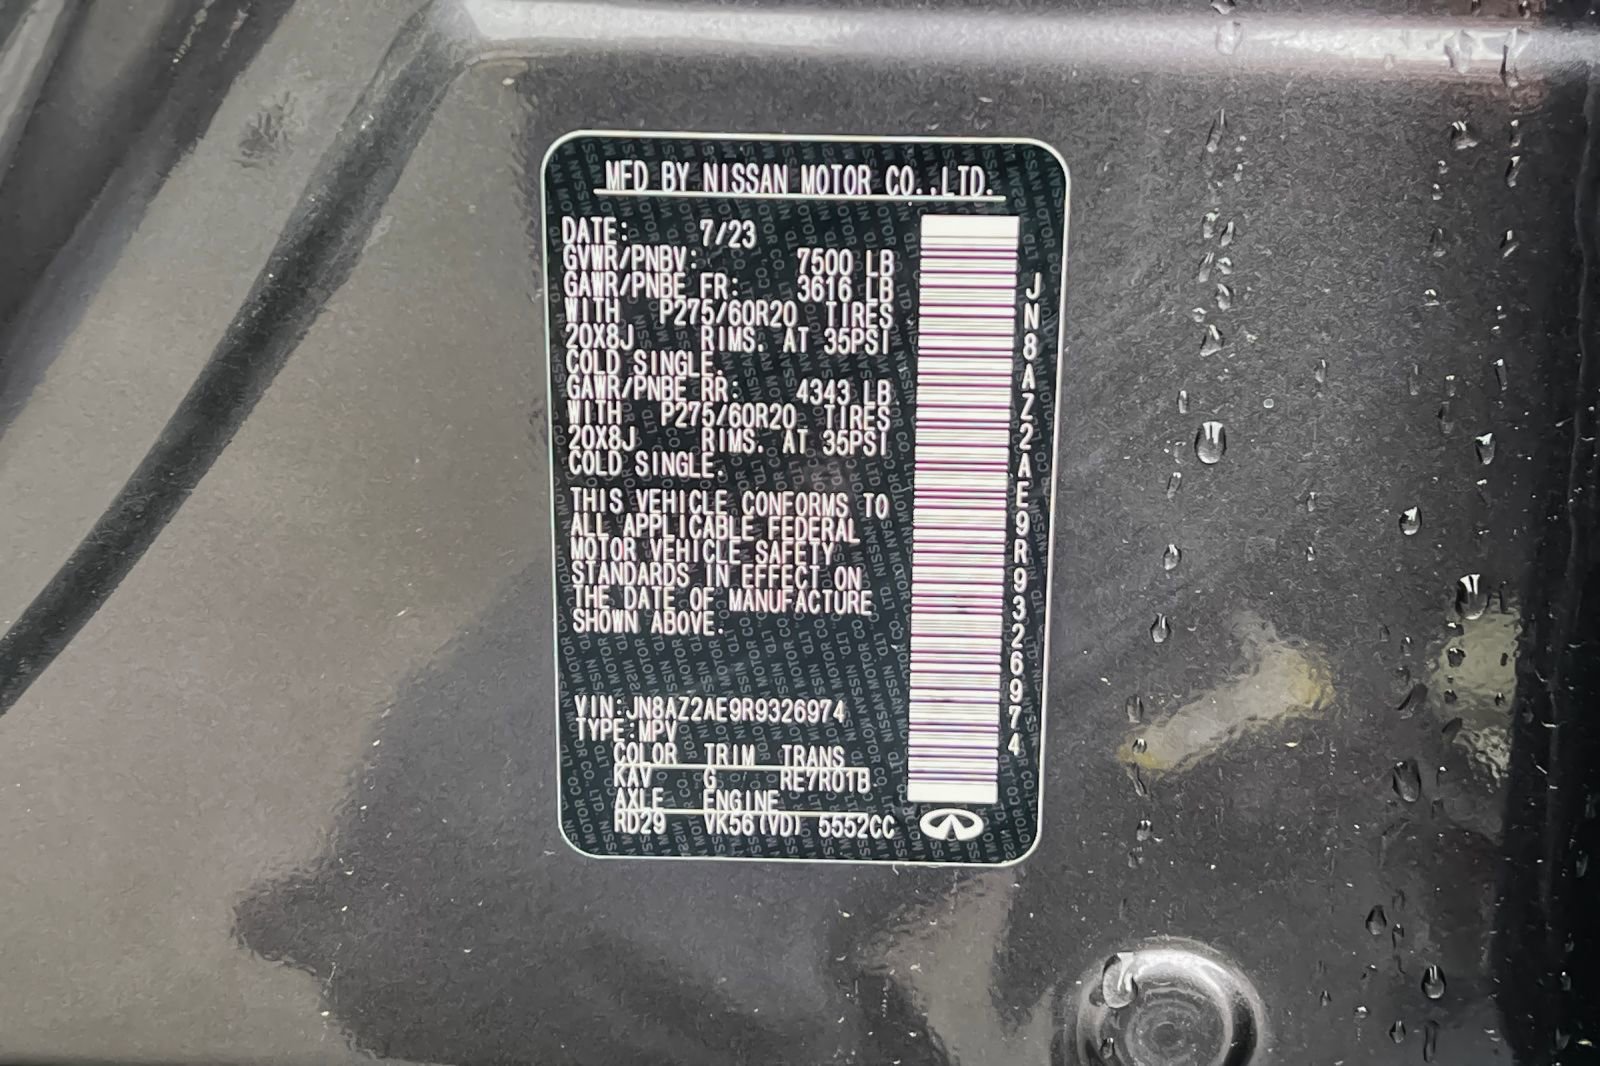 MFD BY NISSAN MOTOR CO.,LTD.
DATE: 7/23
GVWR/PNBV: 7500 LB
GAWR/PNBE FR: 3616 LB
WITH P275/60R20 TIRES
20X8J RIMS. AT 35PSI
COLD SINGLE.
GAWR/PNBE RR: 4343 LB
WITH P275/60R20 TIRES
20X8J RIMS. AT 35PSI
COLD SINGLE.
THIS VEHICLE CONFORMS TO
ALL APPLICABLE FEDERAL
MOTOR VEHICLE SAFETY
STANDARDS IN EFFECT ON
THE DATE OF MANUFACTURE
SHOWN ABOVE.
VIN:JN8AZ2AE9R9326974
TYPE:MPV
COLOR TRIM TRANS
KAV G RE7R01B
AXLE ENGINE
RD29 VK56(VD) 5552CC
JN8AZ2AE9R9326974